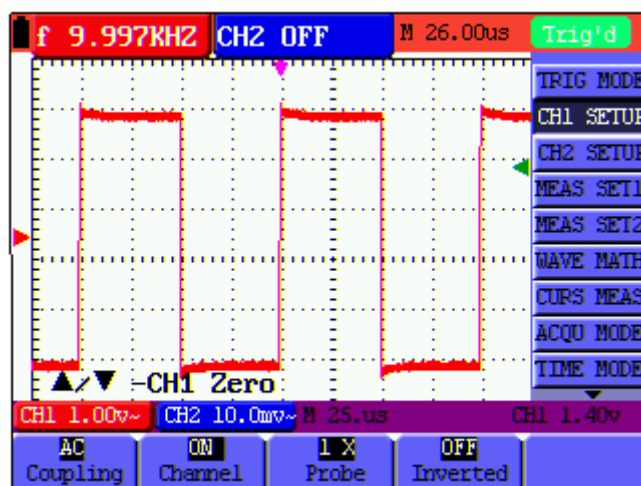 f 9.997KHZ CH2 OFF M 26.00us Trig'd
TRIG MODE
CH1 SETUP
CH2 SETUP
MEAS SET1
MEAS SET2
WAVE MATH
CURS MEAS
ACQU MODE
TIME MODE
▲/▼ -CH1 Zero
CH1 1.00v~ CH2 10.0mv~ M 25.us CH1 1.40v
AC ON 1 X OFF
Coupling Channel Probe Inverted